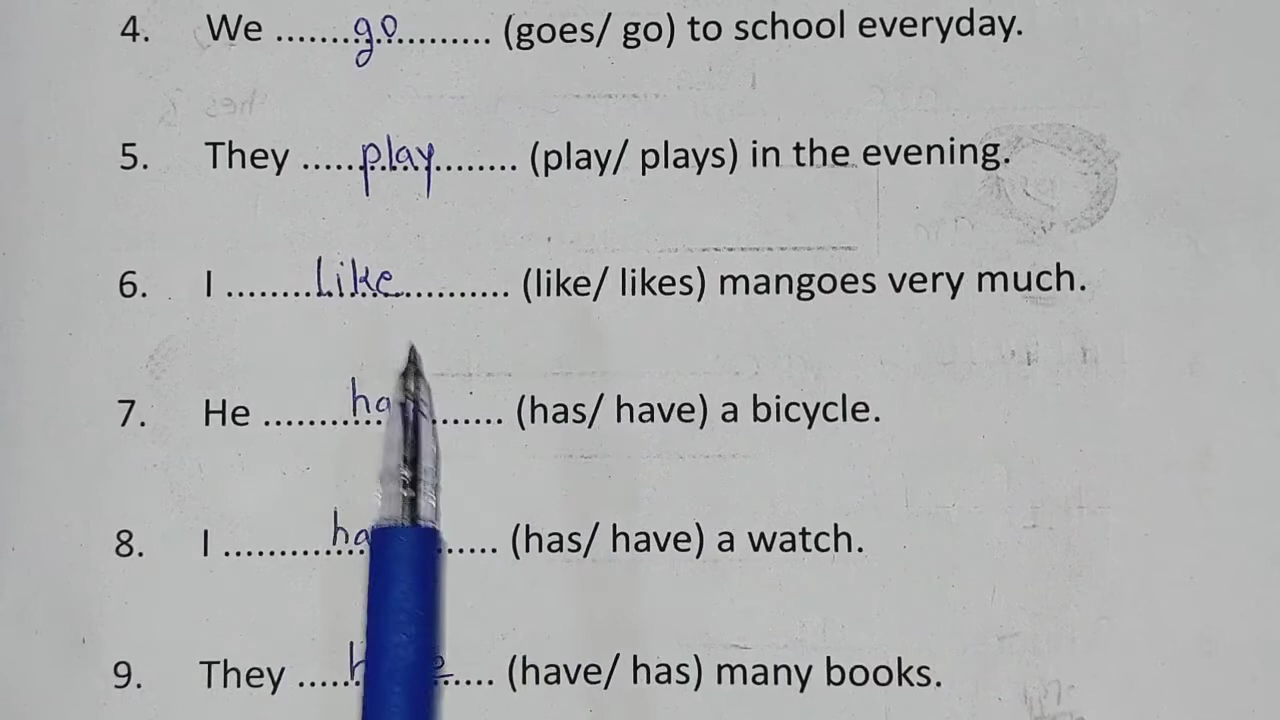 4. We .......go......... (goes/ go) to school everyday.
5. They .....play........ (play/ plays) in the evening.
6. I ........like.......... (like/ likes) mangoes very much.
7. He ............ ....... (has/ have) a bicycle.
8. I ............ ...... (has/ have) a watch.
9. They ..... ..... (have/ has) many books.